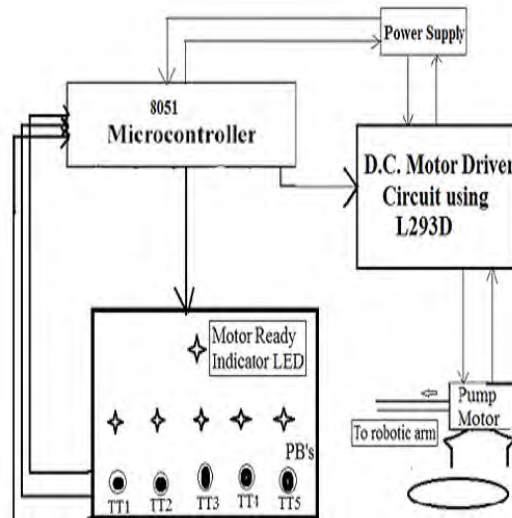 Power Supply
8051
Microcontroller
D.C. Motor Driver
Circuit using
L293D
Motor Ready
Indicator LED
Pump
Motor
To robotic arm
PB's
TT1 TT2 TT3 TT4 TT5